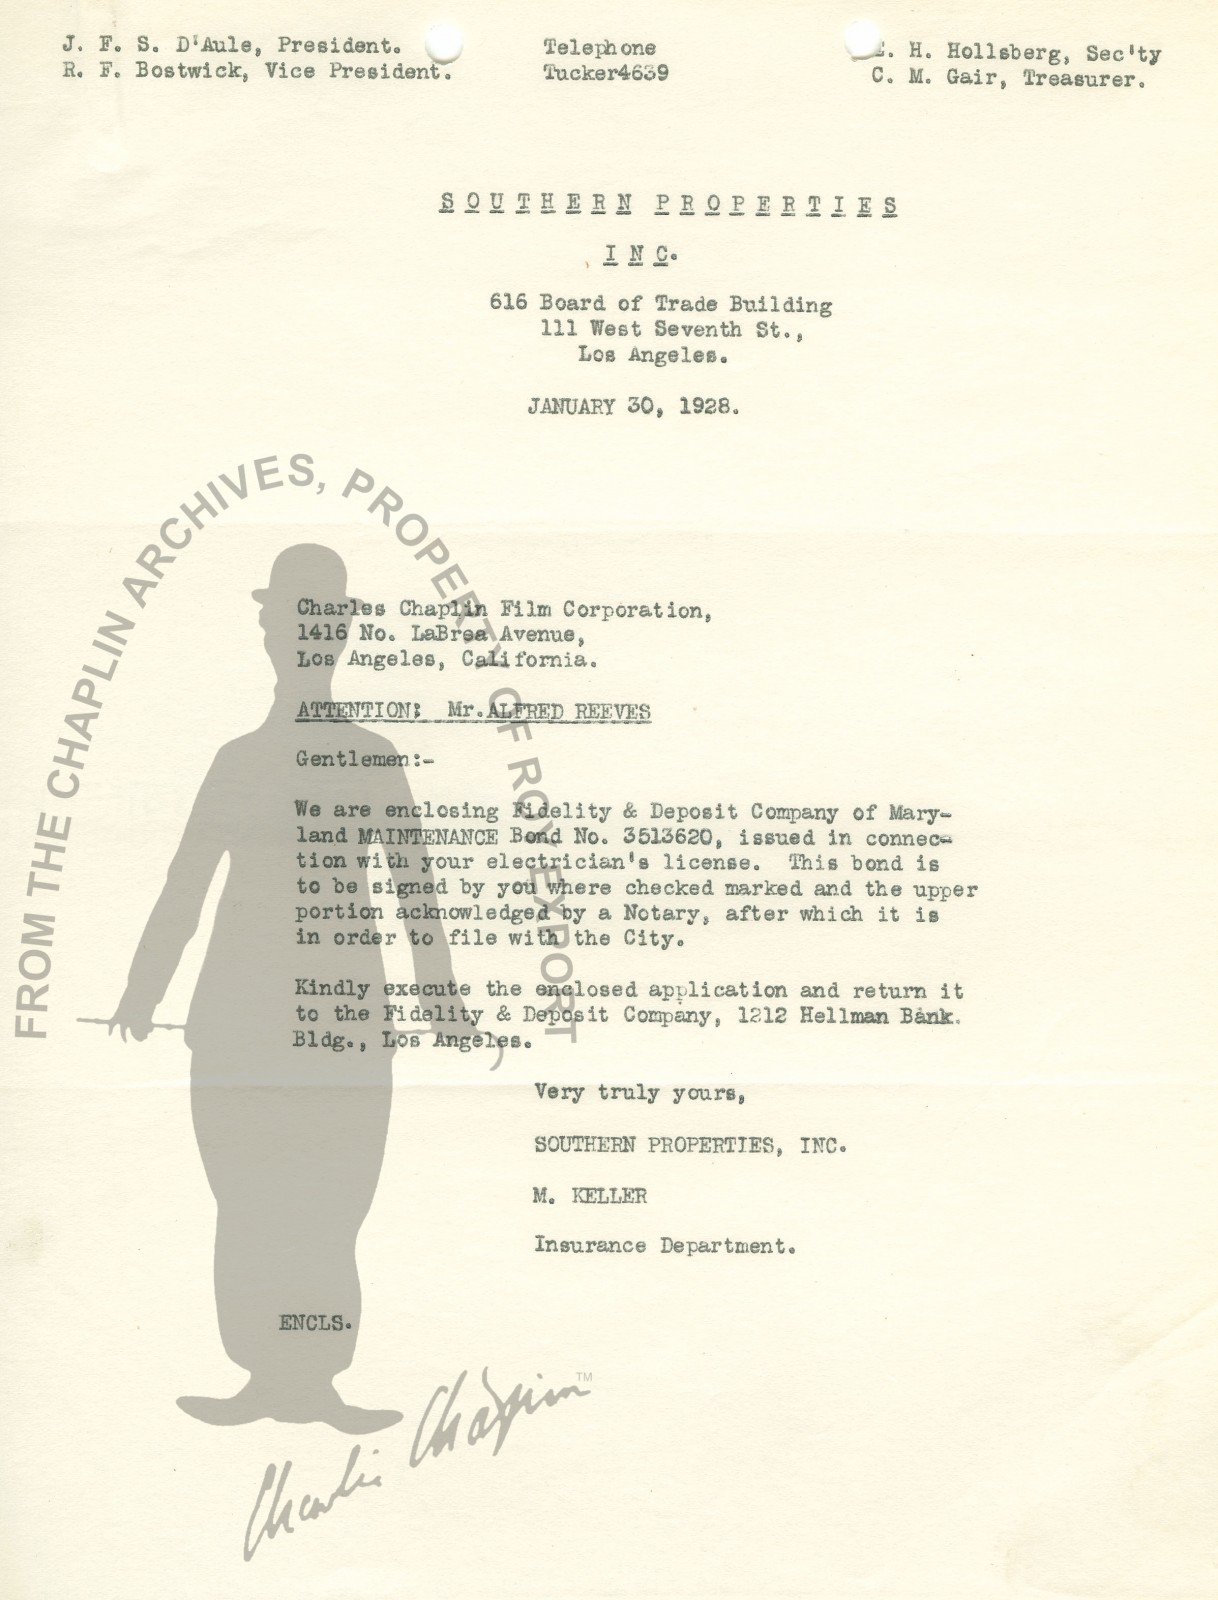 J. F. S. D'Aule, President.
R. F. Bostwick, Vice President.
Telephone
Tucker4639
E. H. Hollsberg, Sec'ty
C. M. Gair, Treasurer.
SOUTHERN PROPERTIES
INC.
616 Board of Trade Building
111 West Seventh St.,
Los Angeles.
JANUARY 30, 1928.
FROM THE CHAPLIN ARCHIVES, PROPERTY OF ROY EXPORT
Charles Chaplin Film Corporation,
1416 No. LaBrea Avenue,
Los Angeles, California.
ATTENTION: Mr.ALFRED REEVES
Gentlemen:-
We are enclosing Fidelity & Deposit Company of Mary-
land MAINTENANCE Bond No. 3513620, issued in connec-
tion with your electrician's license. This bond is
to be signed by you where checked marked and the upper
portion acknowledged by a Notary, after which it is
in order to file with the City.
Kindly execute the enclosed application and return it
to the Fidelity & Deposit Company, 1212 Hellman Bank.
Bldg., Los Angeles.
Very truly yours,
SOUTHERN PROPERTIES, INC.
M. KELLER
Insurance Department.
ENCLS.
Charlie Chaplin TM